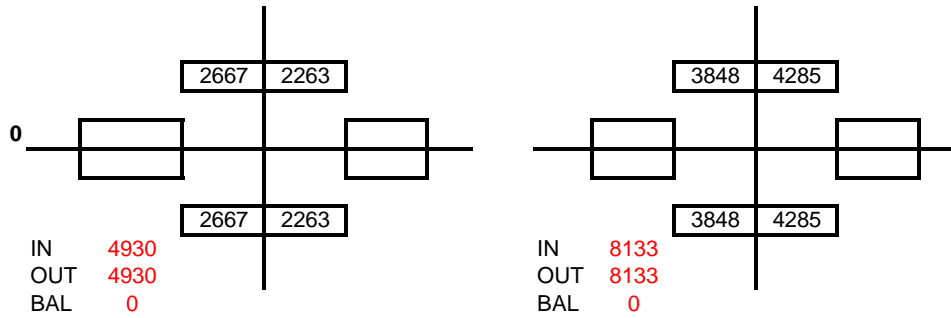 2667 2263 3848 4285
0
2667 2263 3848 4285
IN 4930 IN 8133
OUT 4930 OUT 8133
BAL 0 BAL 0